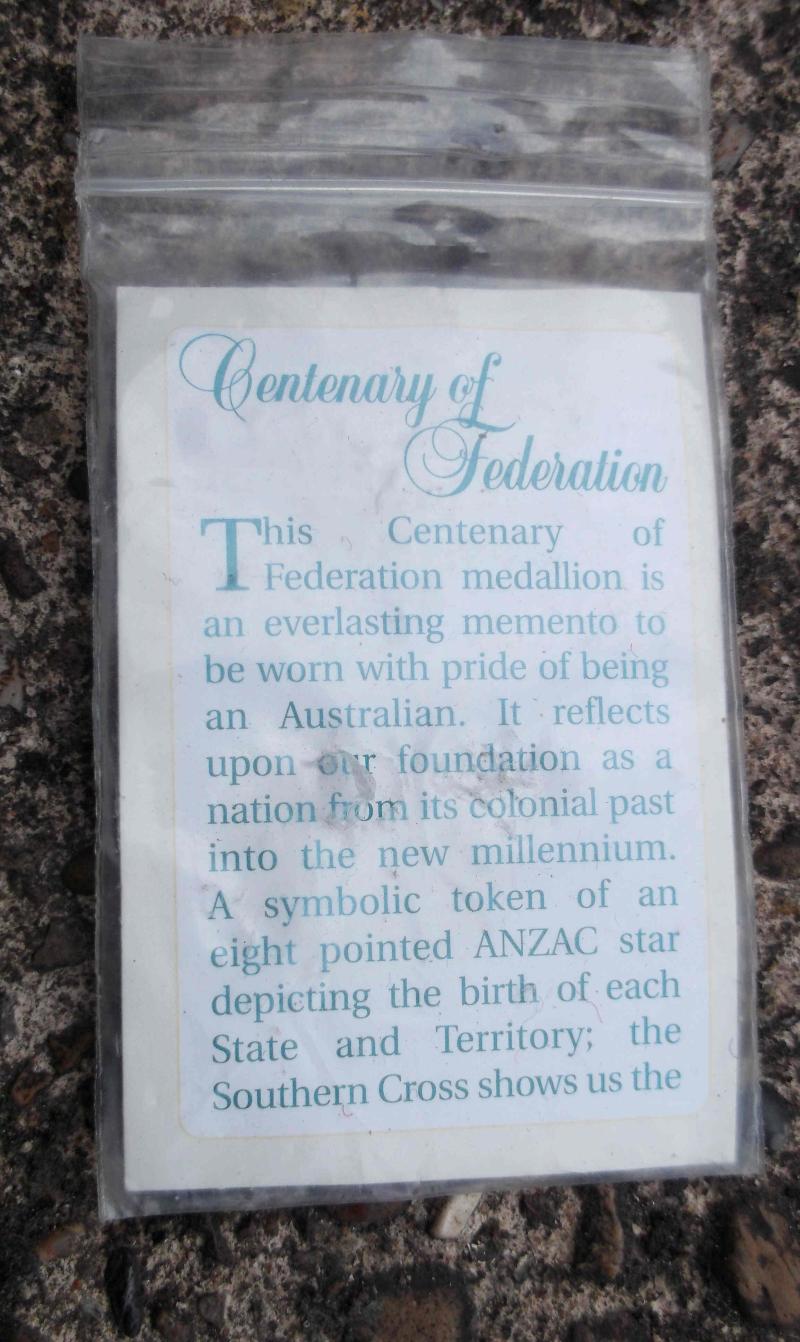 Centenary of
Federation
This Centenary of
Federation medallion is
an everlasting memento to
be worn with pride of being
an Australian. It reflects
upon our foundation as a
nation from its colonial past
into the new millennium.
A symbolic token of an
eight pointed ANZAC star
depicting the birth of each
State and Territory; the
Southern Cross shows us the